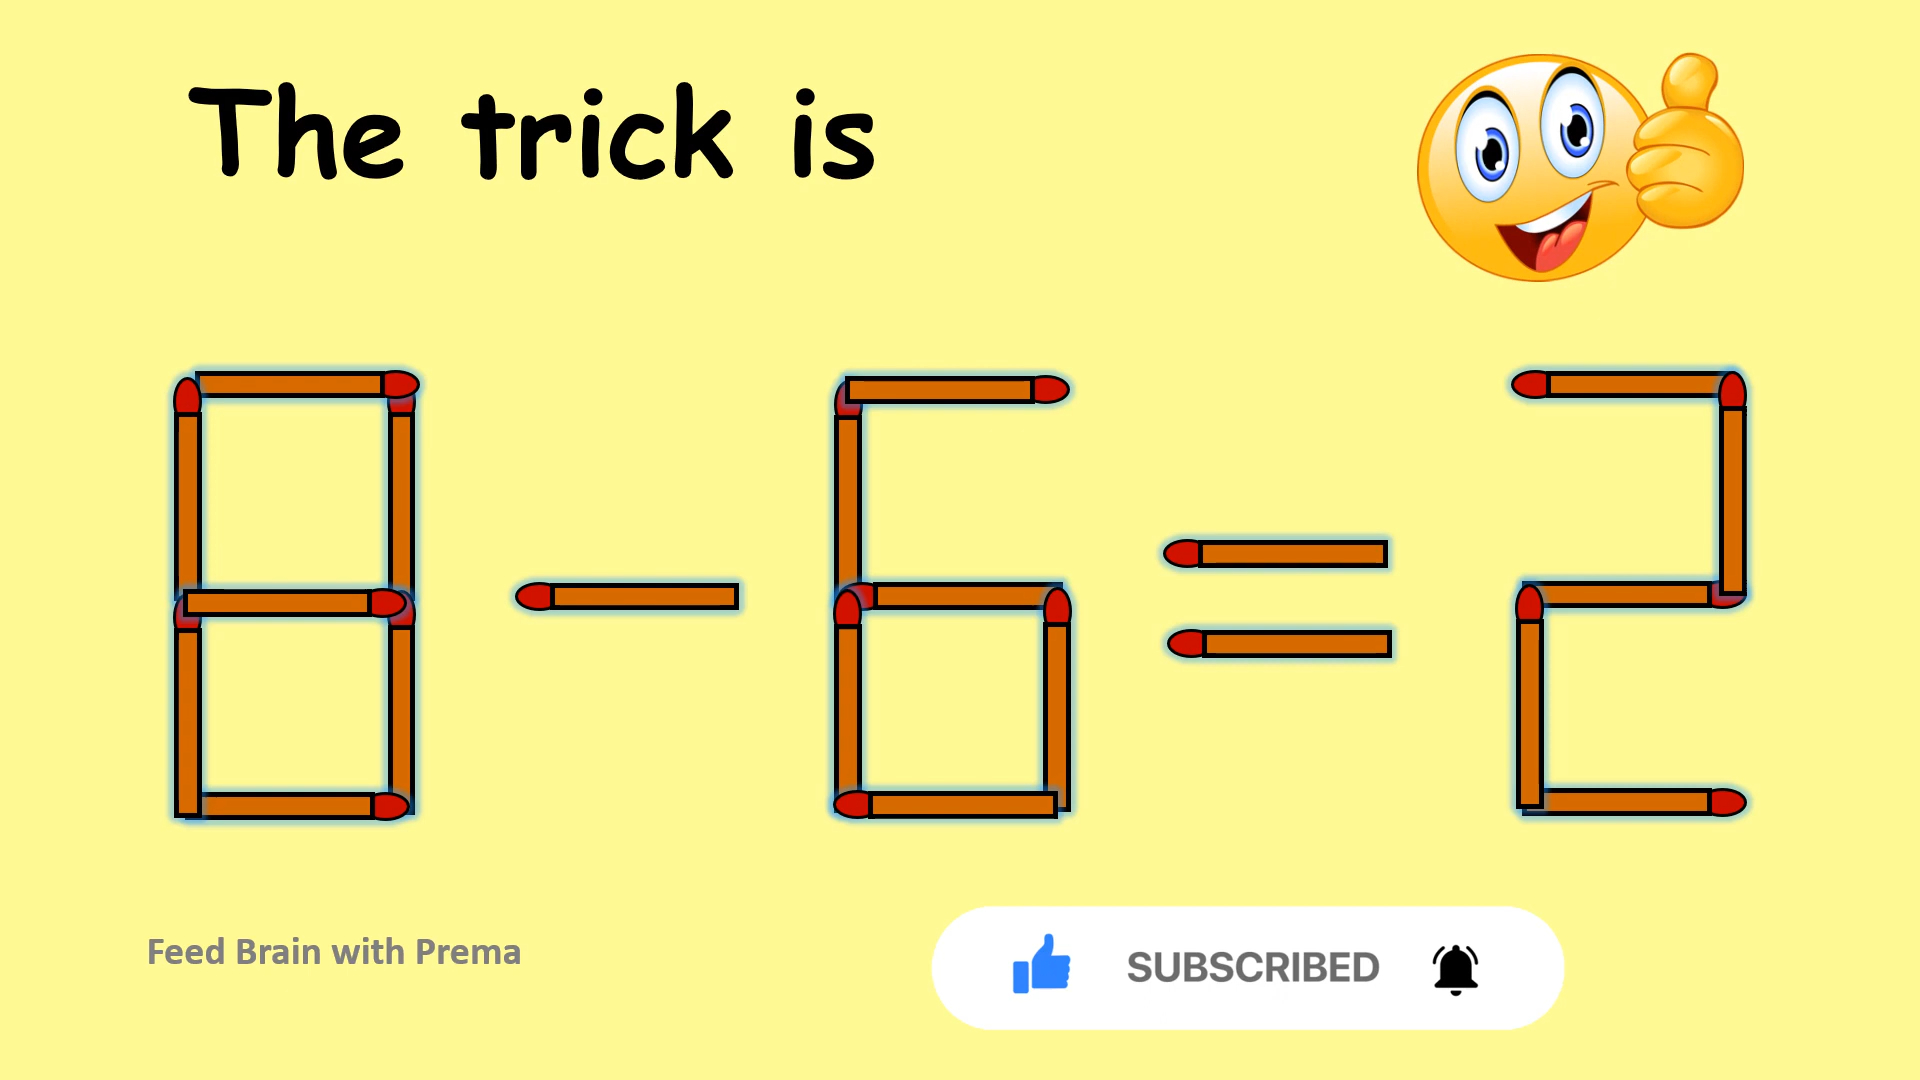 The trick is
8 - 6 = 2
Feed Brain with Prema
SUBSCRIBED